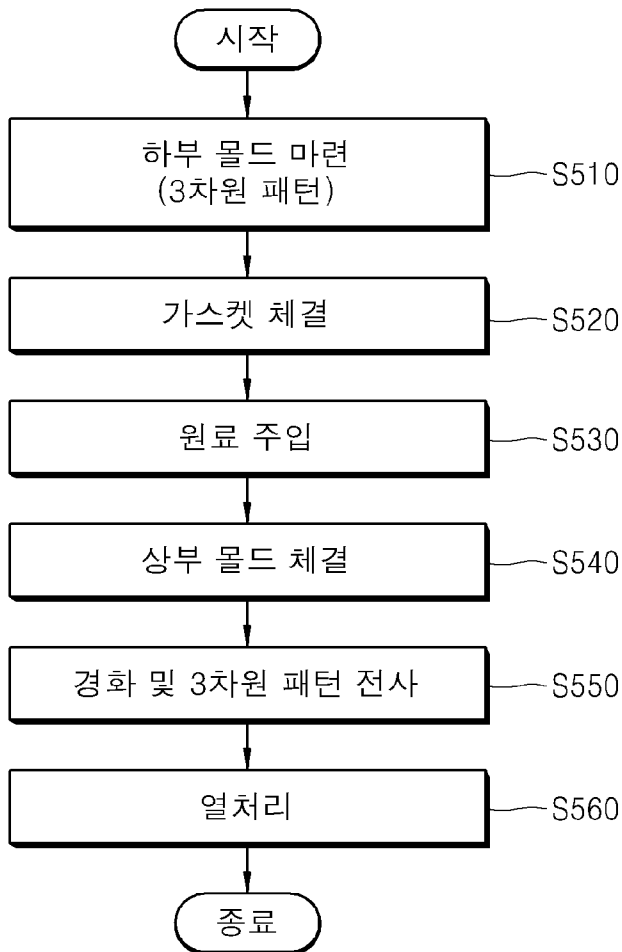 시작
하부 몰드 마련
(3차원 패턴)
S510
가스켓 체결
S520
원료 주입
S530
상부 몰드 체결
S540
경화 및 3차원 패턴 전사
S550
열처리
S560
종료